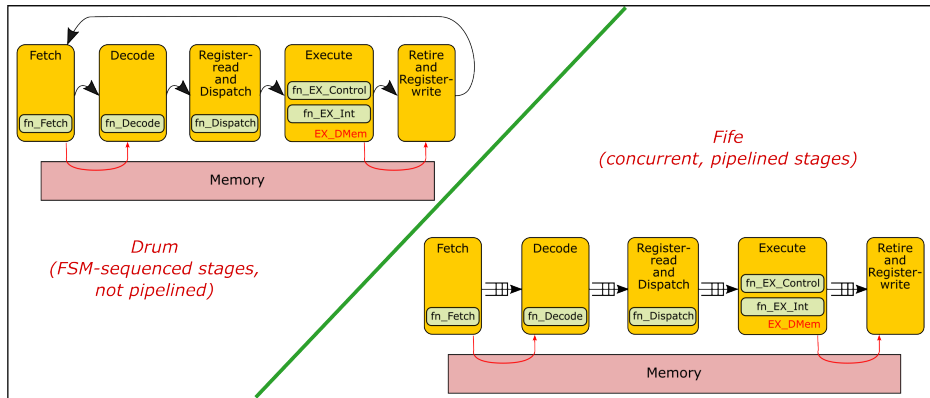 Fetch
Decode
Register-
read and
Dispatch
Execute
Retire
and
Register-
write
fn_EX_Control
fn_EX_Int
fn_Fetch
fn_Decode
fn_Dispatch
EX_DMem
Memory
Drum
(FSM-sequenced stages,
not pipelined)
Fife
(concurrent, pipelined stages)
Fetch
Decode
Register-
read and
Dispatch
Execute
Retire
and
Register-
write
fn_EX_Control
fn_EX_Int
fn_Fetch
fn_Decode
fn_Dispatch
EX_DMem
Memory